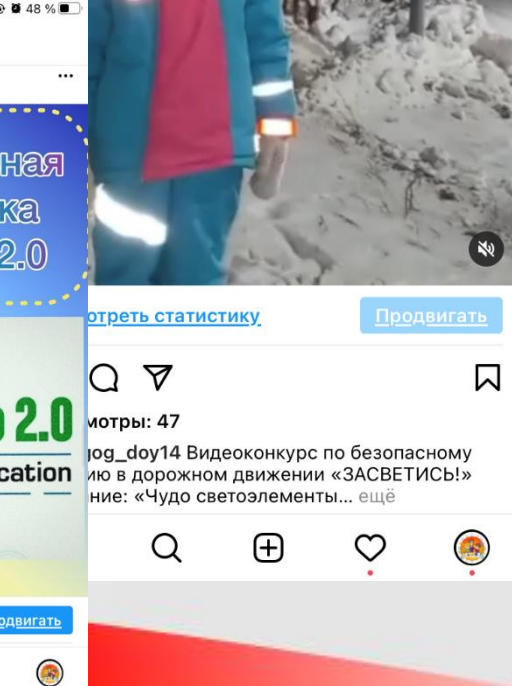 48 %
ная
ка
2.0
2.0
cation
отреть статистику
Продвигать
мотры: 47
gog_doy14 Видеоконкурс по безопасному
ию в дорожном движении «ЗАСВЕТИСЬ!»
ние: «Чудо светоэлементы... ещё
одвигать